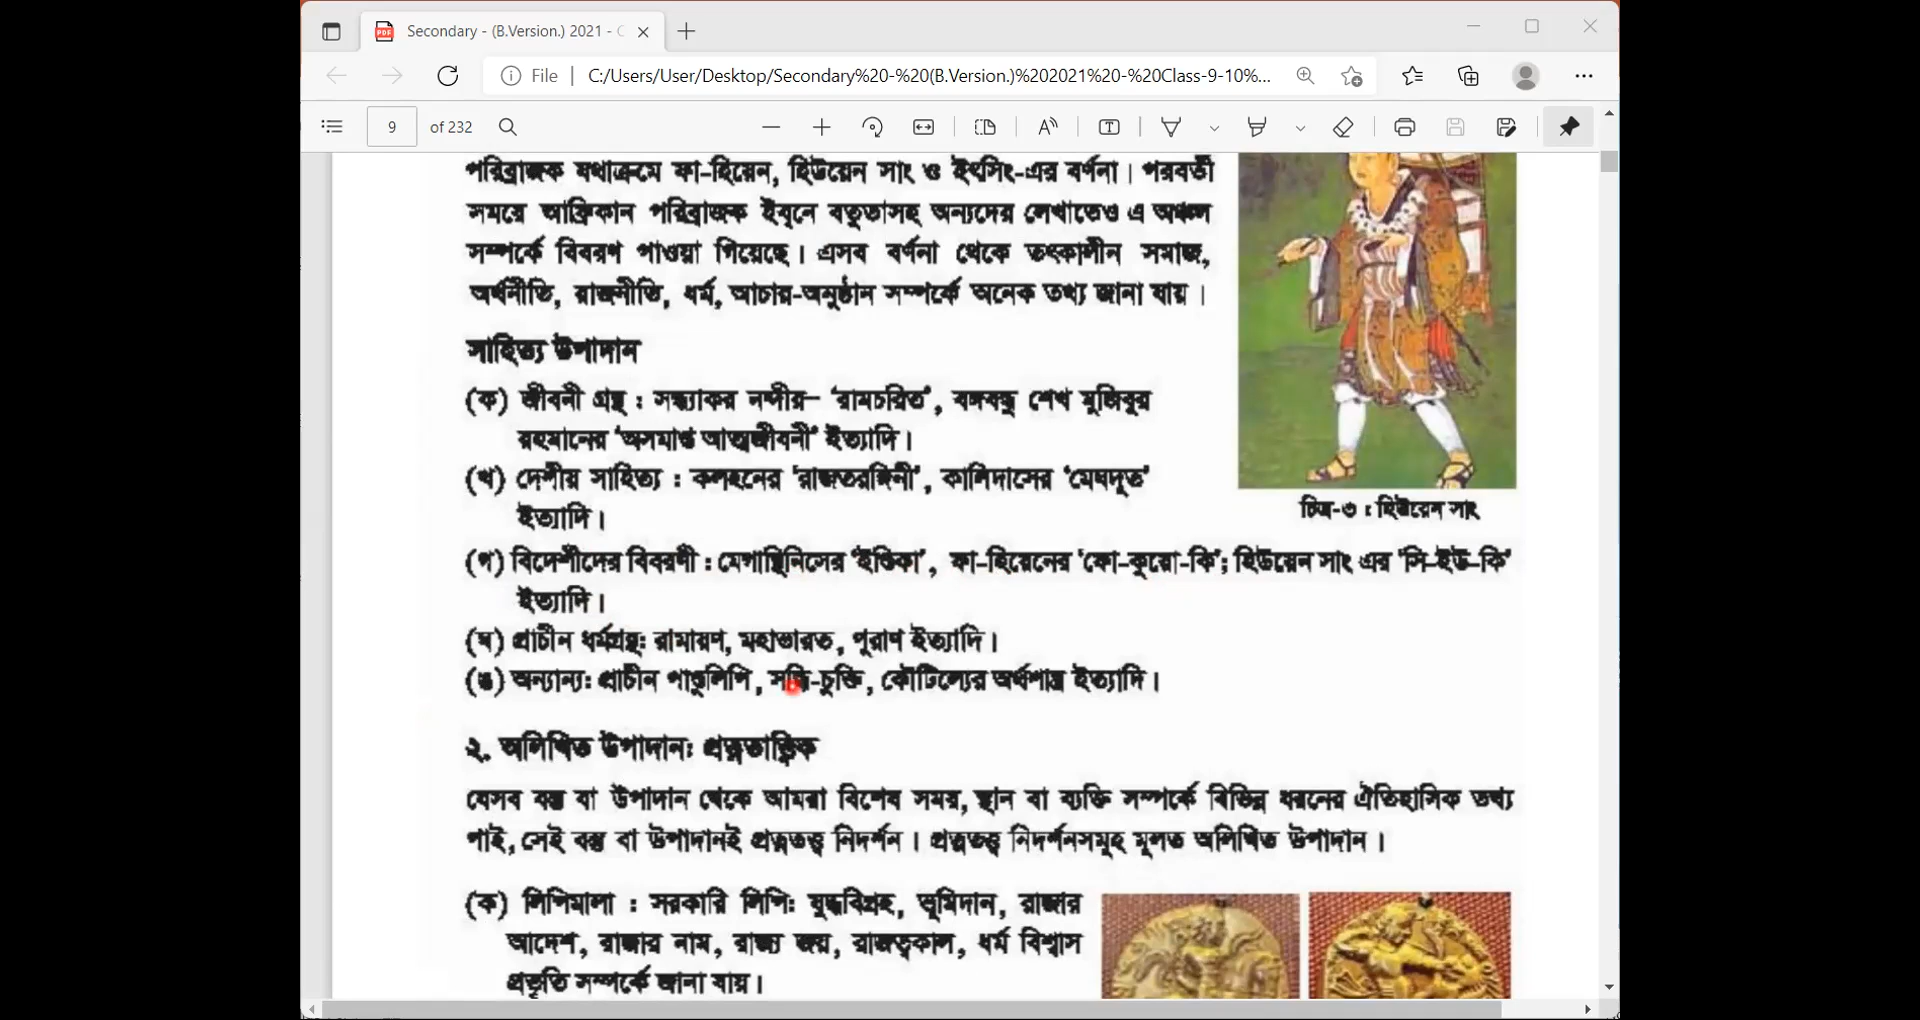 Secondary - (B.Version.) 2021 - C
File
C:/Users/User/Desktop/Secondary%20-%20(B.Version.)%202021%20-%20Class-9-10%...
9 of 232
পরিব্রাজক যথাক্রমে ফা-হিয়েন, হিউয়েন সাং ও ইৎসিং-এর বর্ণনা। পরবর্তী
সময়ে আফ্রিকান পরিব্রাজক ইবনে বতুতাসহ অন্যদের লেখাতেও এ অঞ্চল
সম্পর্কে বিবরণ পাওয়া গিয়েছে। এসব বর্ণনা থেকে তৎকালীন সমাজ,
অর্থনীতি, রাজনীতি, ধর্ম, আচার-অনুষ্ঠান সম্পর্কে অনেক তথ্য জানা যায়।
সাহিত্য উপাদান
(ক) জীবনী গ্রন্থ : সন্ধ্যাকর নন্দীর– ‘রামচরিত’, বঙ্গবন্ধু শেখ মুজিবুর
রহমানের ‘অসমাপ্ত আত্মজীবনী’ ইত্যাদি।
(খ) দেশীয় সাহিত্য : কলহনের ‘রাজতরঙ্গিনী’, কালিদাসের ‘মেঘদূত’
ইত্যাদি।
চিত্র-৩ : হিউয়েন সাং
(গ) বিদেশীদের বিবরণী : মেগাস্থিনিসের ‘ইন্ডিকা’, ফা-হিয়েনের ‘ফো-কুয়ো-কি’; হিউয়েন সাং এর ‘সি-ইউ-কি’
ইত্যাদি।
(ঘ) প্রাচীন ধর্মগ্রন্থ: রামায়ণ, মহাভারত, পুরাণ ইত্যাদি।
(ঙ) অন্যান্য: প্রাচীন পাণ্ডুলিপি, সন্ধি-চুক্তি, কৌটিল্যের অর্থশাস্ত্র ইত্যাদি।
২. অলিখিত উপাদান: প্রত্নতাত্ত্বিক
যেসব বস্তু বা উপাদান থেকে আমরা বিশেষ সময়, স্থান বা ব্যক্তি সম্পর্কে বিভিন্ন ধরনের ঐতিহাসিক তথ্য
পাই, সেই বস্তু বা উপাদানই প্রত্নতত্ত্ব নিদর্শন। প্রত্নতত্ত্ব নিদর্শনসমূহ মূলত অলিখিত উপাদান।
(ক) লিপিমালা : সরকারি লিপি: যুদ্ধবিগ্রহ, ভূমিদান, রাজার
আদেশ, রাজার নাম, রাজ্য জয়, রাজত্বকাল, ধর্ম বিশ্বাস
প্রভৃতি সম্পর্কে জানা যায়।